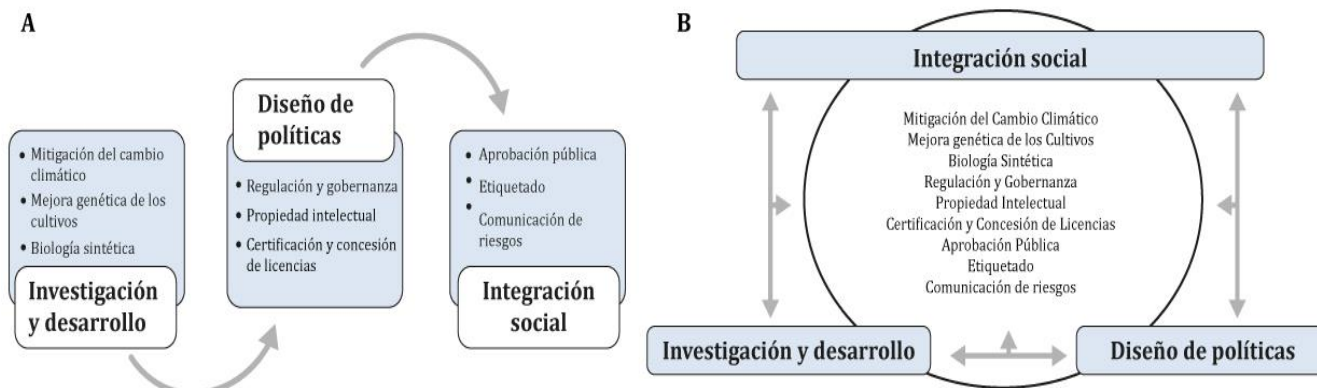 A
Mitigación del cambio
climático
Mejora genética de los
cultivos
Biología sintética
Investigación
y desarrollo
Diseño de
políticas
Regulación y gobernanza
Propiedad intelectual
Certificación y concesión
de licencias
Aprobación pública
Etiquetado
Comunicación de
riesgos
Integración
social
B
Integración social
Mitigación del Cambio Climático
Mejora genética de los Cultivos
Biología Sintética
Regulación y Gobernanza
Propiedad Intelectual
Certificación y Concesión de Licencias
Aprobación Pública
Etiquetado
Comunicación de riesgos
Investigación y desarrollo
Diseño de políticas